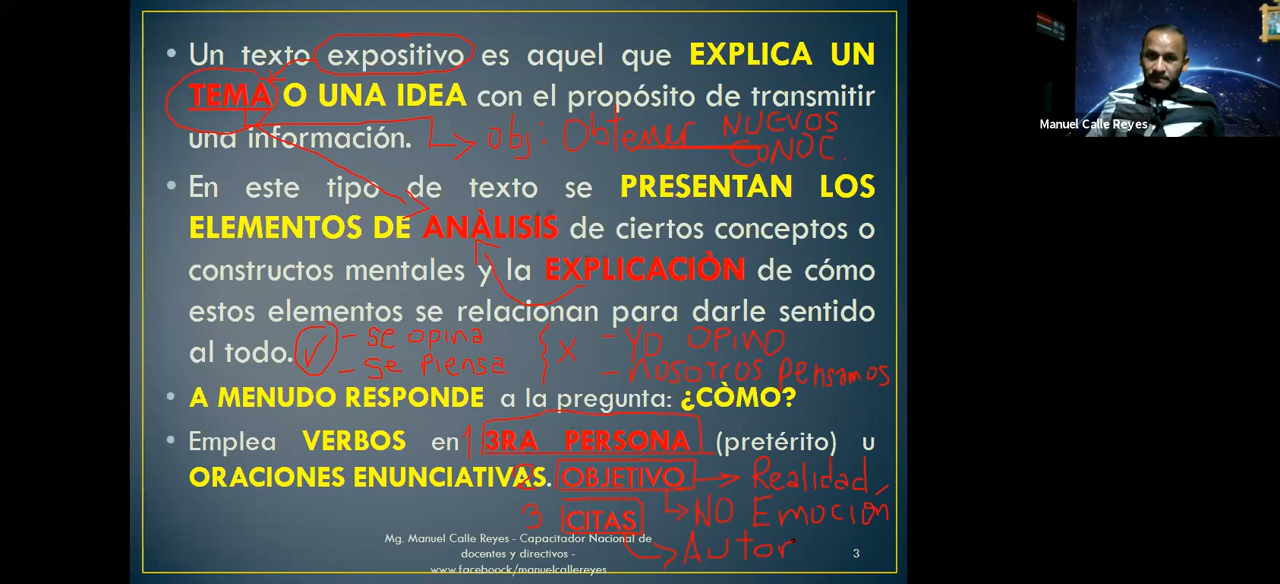 • Un texto expositivo es aquel que EXPLICA UN
TEMA O UNA IDEA con el propósito de transmitir
una información.
obj: Obtener NUEVOS
CONOC.
• En este tipo de texto se PRESENTAN LOS
ELEMENTOS DE ANÀLISIS de ciertos conceptos o
constructos mentales y la EXPLICACIÒN de cómo
estos elementos se relacionan para darle sentido
al todo.
- se opina
- se piensa
X - YO OPINO
- nosotros pensamos
• A MENUDO RESPONDE a la pregunta: ¿CÒMO?
• Emplea VERBOS en 1 3RA PERSONA (pretérito) u
ORACIONES ENUNCIATIVAS. OBJETIVO Realidad
3 CITAS NO Emoción
Autor
Mg. Manuel Calle Reyes - Capacitador Nacional de
docentes y directivos -
www.faceboock/manuelcallereyes
3
Manuel Calle Reyes